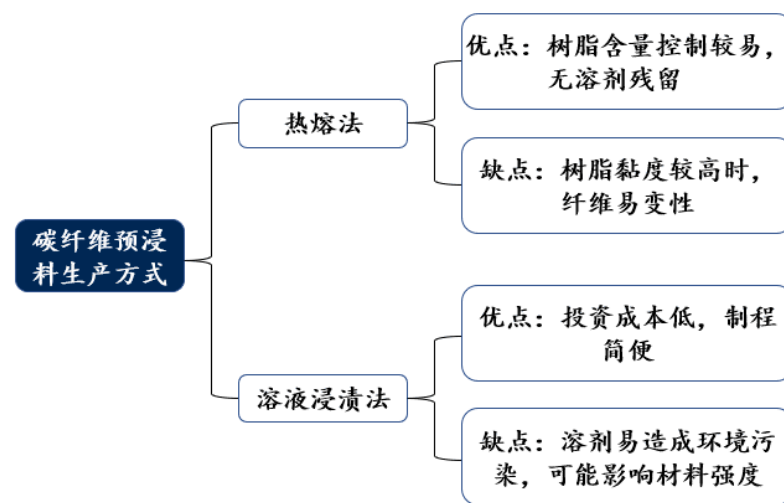 碳纤维预浸
料生产方式
热熔法
优点：树脂含量控制较易，
无溶剂残留
缺点：树脂黏度较高时，
纤维易变性
溶液浸渍法
优点：投资成本低，制程
简便
缺点：溶剂易造成环境污
染，可能影响材料强度